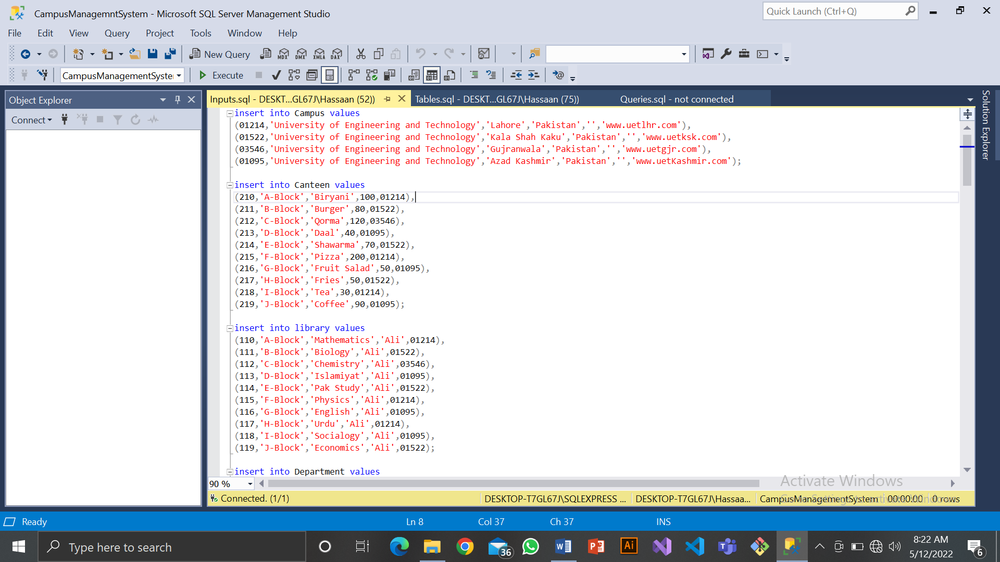 CampusManagemntSystem - Microsoft SQL Server Management Studio
Quick Launch (Ctrl+Q)
File Edit View Query Project Tools Window Help
New Query MDX DMX XMLA DAX
CampusManagementSyste Execute
Object Explorer
Connect
Inputs.sql - DESKT...GL67J\Hassaan (52)) Tables.sql - DESKT...GL67J\Hassaan (75)) Queries.sql - not connected
Solution Explorer
insert into Campus values
(01214,'University of Engineering and Technology','Lahore','Pakistan','','www.uetlhr.com'),
(01522,'University of Engineering and Technology','Kala Shah Kaku','Pakistan','','www.uetksk.com'),
(03546,'University of Engineering and Technology','Gujranwala','Pakistan','','www.uetgjr.com'),
(01095,'University of Engineering and Technology','Azad Kashmir','Pakistan','','www.uetKashmir.com');
insert into Canteen values
(210,'A-Block','Biryani',100,01214),
(211,'B-Block','Burger',80,01522),
(212,'C-Block','Qorma',120,03546),
(213,'D-Block','Daal',40,01095),
(214,'E-Block','Shawarma',70,01522),
(215,'F-Block','Pizza',200,01214),
(216,'G-Block','Fruit Salad',50,01095),
(217,'H-Block','Fries',50,01522),
(218,'I-Block','Tea',30,01214),
(219,'J-Block','Coffee',90,01095);
insert into library values
(110,'A-Block','Mathematics','Ali',01214),
(111,'B-Block','Biology','Ali',01522),
(112,'C-Block','Chemistry','Ali',03546),
(113,'D-Block','Islamiyat','Ali',01095),
(114,'E-Block','Pak Study','Ali',01522),
(115,'F-Block','Physics','Ali',01214),
(116,'G-Block','English','Ali',01095),
(117,'H-Block','Urdu','Ali',01214),
(118,'I-Block','Socialogy','Ali',01095),
(119,'J-Block','Economics','Ali',01522);
insert into Department values
90 %
Activate Windows
Go to Settings to activate Windows.
Connected. (1/1) DESKTOP-T7GL67J\SQLEXPRESS ... DESKTOP-T7GL67J\Hassaa... CampusManagementSystem 00:00:00 0 rows
Ready Ln 8 Col 37 Ch 37 INS
Type here to search
36
Ai
8:22 AM
5/12/2022
6